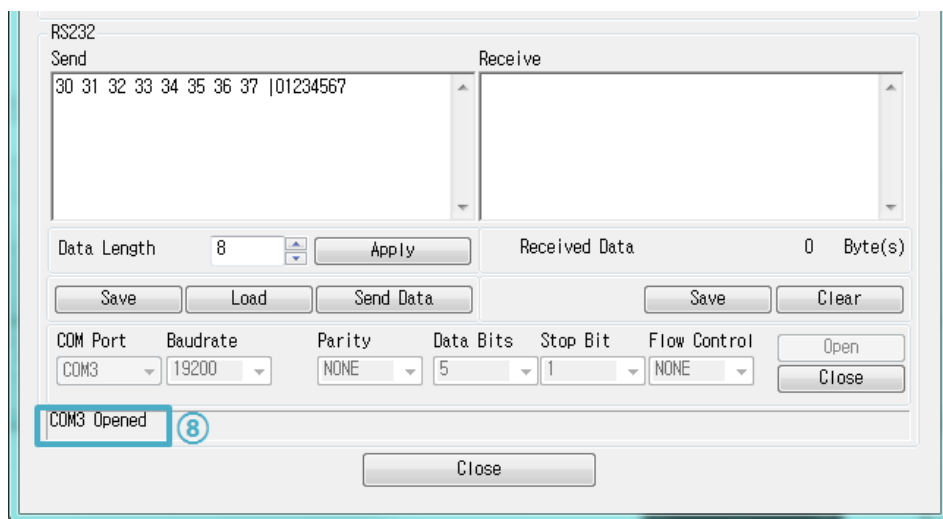 RS232
Send Receive
30 31 32 33 34 35 36 37 |01234567
Data Length 8 Apply Received Data 0 Byte(s)
Save Load Send Data Save Clear
COM Port Baudrate Parity Data Bits Stop Bit Flow Control Open
COM3 19200 NONE 5 1 NONE Close
COM3 Opened ⑧
Close